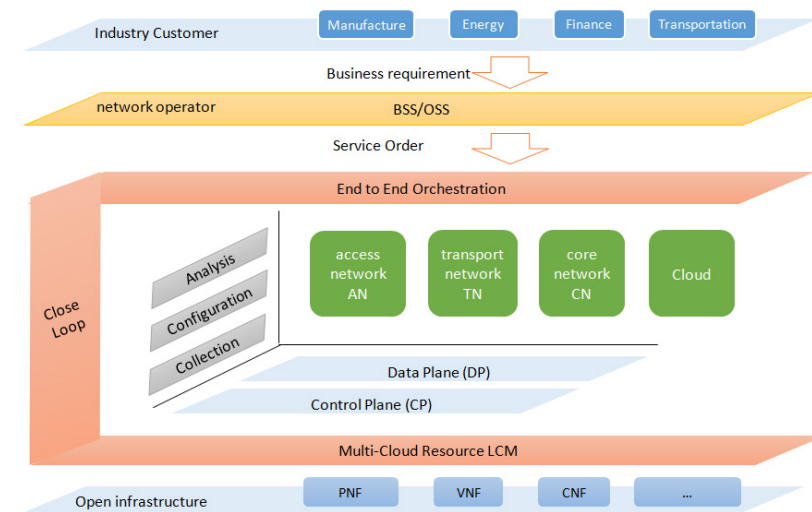 Industry Customer
Manufacture
Energy
Finance
Transportation
Business requirement
network operator
BSS/OSS
Service Order
End to End Orchestration
Close
Loop
Analysis
Configuration
Collection
access
network
AN
transport
network
TN
core
network
CN
Cloud
Data Plane (DP)
Control Plane (CP)
Multi-Cloud Resource LCM
Open infrastructure
PNF
VNF
CNF
...